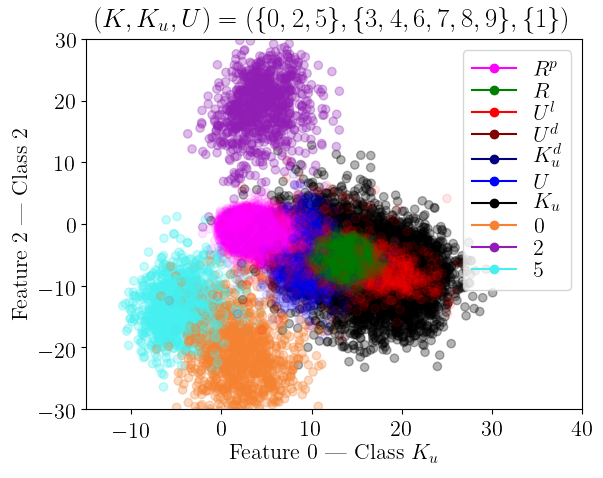 (K, K_u, U) = ({0, 2, 5}, {3, 4, 6, 7, 8, 9}, {1})
30
20
10
0
−10
−20
−30
Feature 2 — Class 2
R^p
R
U^l
U^d
K_u^d
U
K_u
0
2
5
−10
0
10
20
30
40
Feature 0 — Class K_u